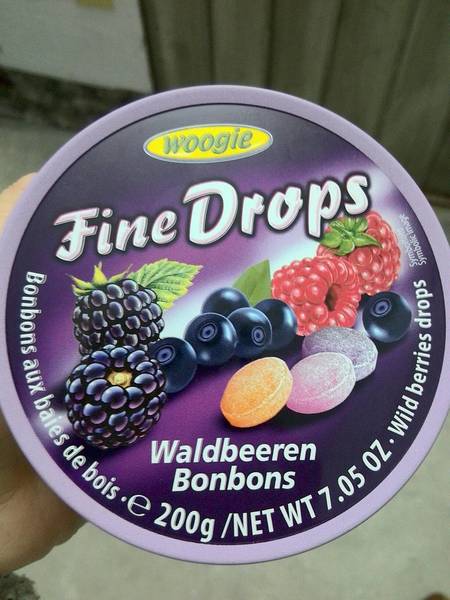 woogie
Fine Drops
Symbolfoto
Symbolic image
Waldbeeren
Bonbons
Bonbons aux baies de bois · ℮ 200g / NET WT 7.05 OZ · Wild berries drops